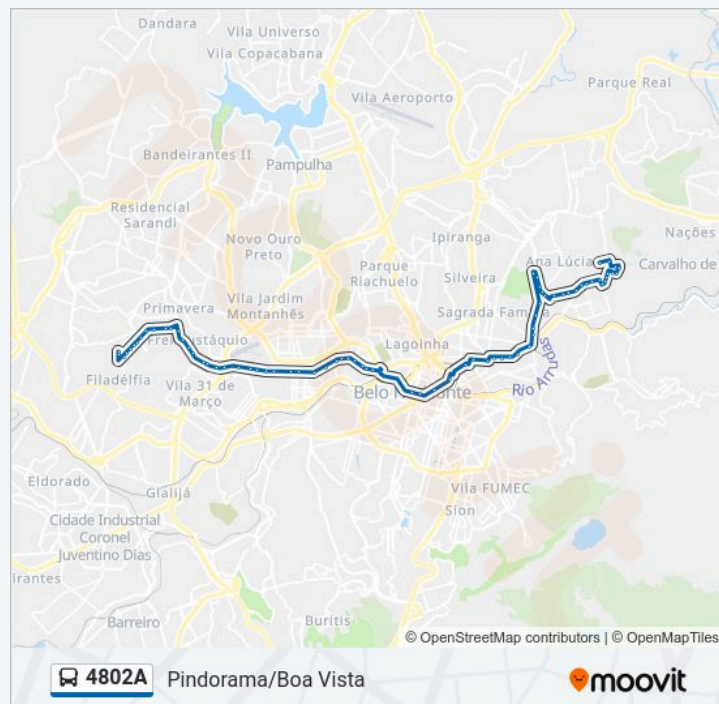 Dandara
Vila Universo
Vila Copacabana
Parque Real
Vila Aeroporto
Bandeirantes II
Pampulha
Residencial
Sarandi
Novo Ouro
Preto
Ipiranga
Nações
Ana Lúcia
Carvalho de
Parque
Riachuelo
Silveira
Primavera
Vila Jardim
Montanhês
Sagrada Família
Frei Eustáquio
Lagoinha
Filadélfia
Vila 31 de
Março
Belo Horizonte
Rio Arrudas
Eldorado
Glalijá
Vila FUMEC
Sion
Cidade Industrial
Coronel
Juventino Dias
irantes
Barreiro
Buritis
© OpenStreetMap contributors | © OpenMapTiles
4802A Pindorama/Boa Vista
moovit